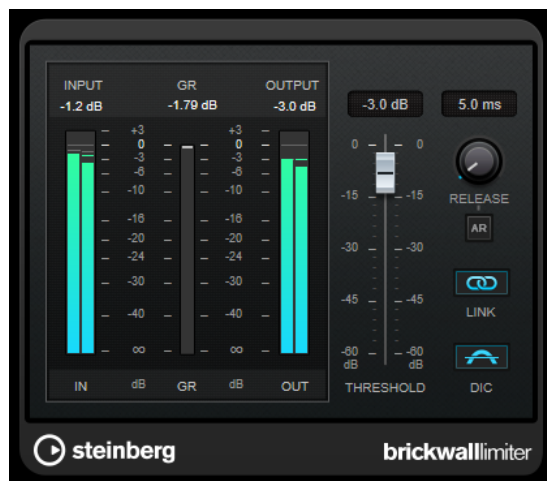 INPUT GR OUTPUT
-1.2 dB -1.79 dB -3.0 dB
-3.0 dB 5.0 ms
+3 +3
0 0
-3 -3
-6 -6
-10 -10
-16 -16
-20 -20
-24 -24
-30 -30
-40 -40
∞ ∞
IN dB GR dB OUT
0 0
-15 -15
-30 -30
-45 -45
-60 -60
dB dB
THRESHOLD
RELEASE
AR
LINK
DIC
steinberg
brickwalllimiter